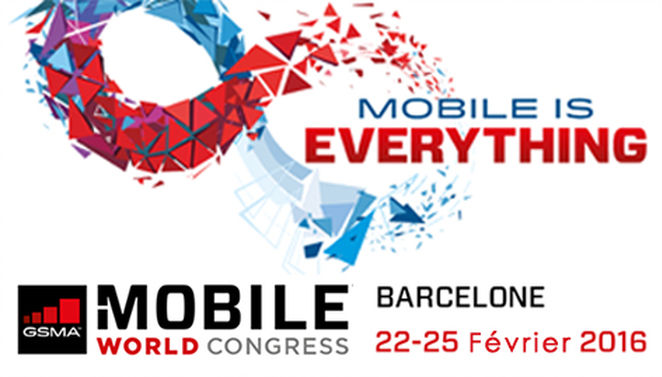 MOBILE IS
EVERYTHING
GSMA
MOBILE
WORLD CONGRESS
BARCELONE
22-25 Février 2016